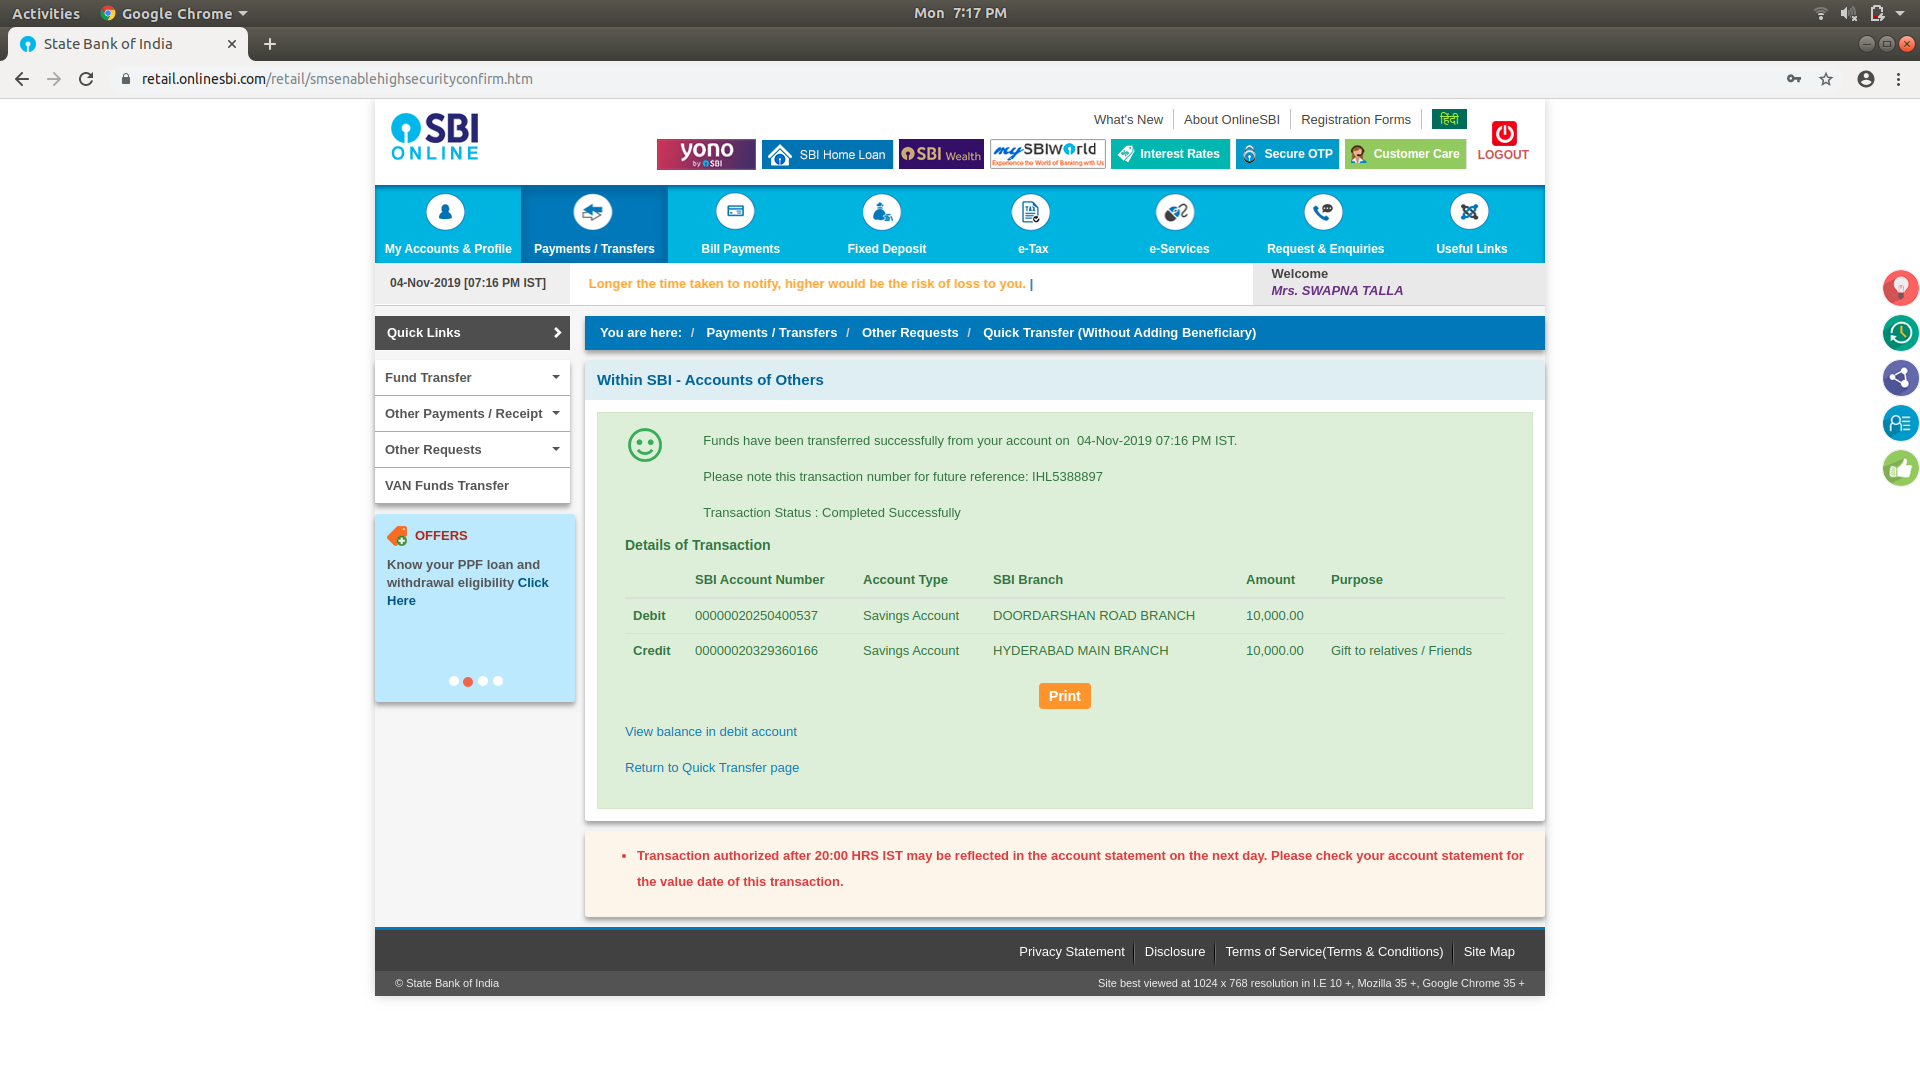 Activities Google Chrome Mon 7:17 PM
State Bank of India
retail.onlinesbi.com/retail/smsenablehighsecurityconfirm.htm
SBI
ONLINE
What's New About OnlineSBI Registration Forms हिंदी
yono
by SBI
SBI Home Loan
SBI Wealth
my SBIWorld
Experience the World of Banking with Us
Interest Rates
Secure OTP
Customer Care
LOGOUT
My Accounts & Profile Payments / Transfers Bill Payments Fixed Deposit e-Tax e-Services Request & Enquiries Useful Links
04-Nov-2019 [07:16 PM IST]
Longer the time taken to notify, higher would be the risk of loss to you. |
Welcome
Mrs. SWAPNA TALLA
Quick Links
You are here: / Payments / Transfers / Other Requests / Quick Transfer (Without Adding Beneficiary)
Fund Transfer
Other Payments / Receipt
Other Requests
VAN Funds Transfer
OFFERS
Know your PPF loan and
withdrawal eligibility Click
Here
Within SBI - Accounts of Others
Funds have been transferred successfully from your account on 04-Nov-2019 07:16 PM IST.
Please note this transaction number for future reference: IHL5388897
Transaction Status : Completed Successfully
Details of Transaction
SBI Account Number Account Type SBI Branch Amount Purpose
Debit 00000020250400537 Savings Account DOORDARSHAN ROAD BRANCH 10,000.00
Credit 00000020329360166 Savings Account HYDERABAD MAIN BRANCH 10,000.00 Gift to relatives / Friends
Print
View balance in debit account
Return to Quick Transfer page
• Transaction authorized after 20:00 HRS IST may be reflected in the account statement on the next day. Please check your account statement for
the value date of this transaction.
Privacy Statement Disclosure Terms of Service(Terms & Conditions) Site Map
© State Bank of India
Site best viewed at 1024 x 768 resolution in I.E 10 +, Mozilla 35 +, Google Chrome 35 +